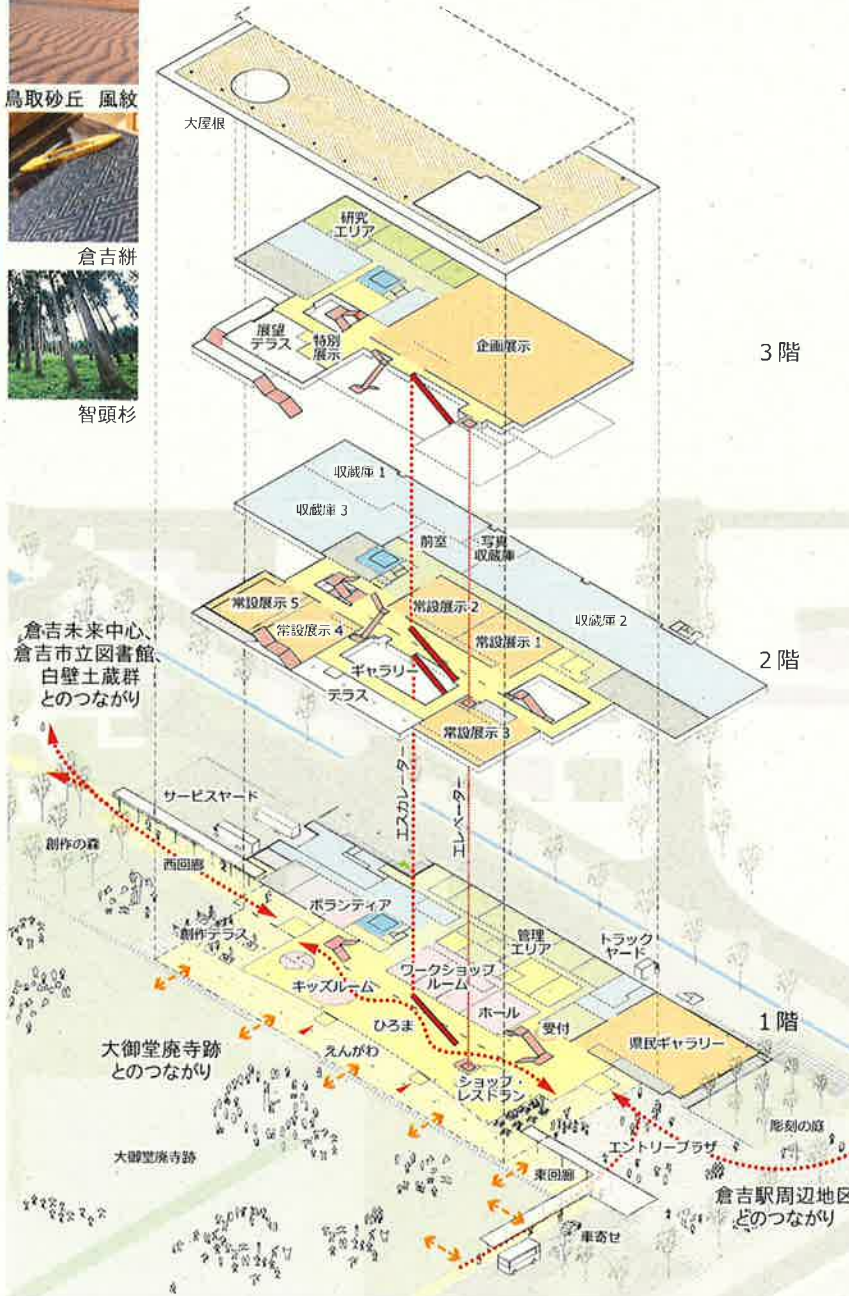 鳥取砂丘 風紋
大屋根
倉吉絣
智頭杉
研究
エリア
展望
テラス
特別
展示
企画展示
3階
収蔵庫 1
収蔵庫 3
前室
写真
収蔵庫
収蔵庫 2
常設展示 5
常設展示 2
常設展示 4
常設展示 1
ギャラリー
テラス
常設展示 3
2階
倉吉未来中心、
倉吉市立図書館、
白壁土蔵群
とのつながり
エスカレーター
エレベーター
サービスヤード
創作の森
西回廊
ボランティア
創作テラス
管理
エリア
トラック
ヤード
キッズルーム
ワークショップ
ルーム
ホール
ひろま
受付
県民ギャラリー
1階
えんがわ
大御堂廃寺跡
とのつながり
ショップ・
レストラン
大御堂廃寺跡
エントリープラザ
彫刻の庭
東回廊
倉吉駅周辺地区
とのつながり
車寄せ